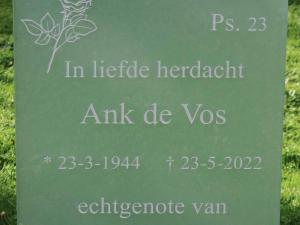 Ps. 23
In liefde herdacht
Ank de Vos
* 23-3-1944 † 23-5-2022
echtgenote van